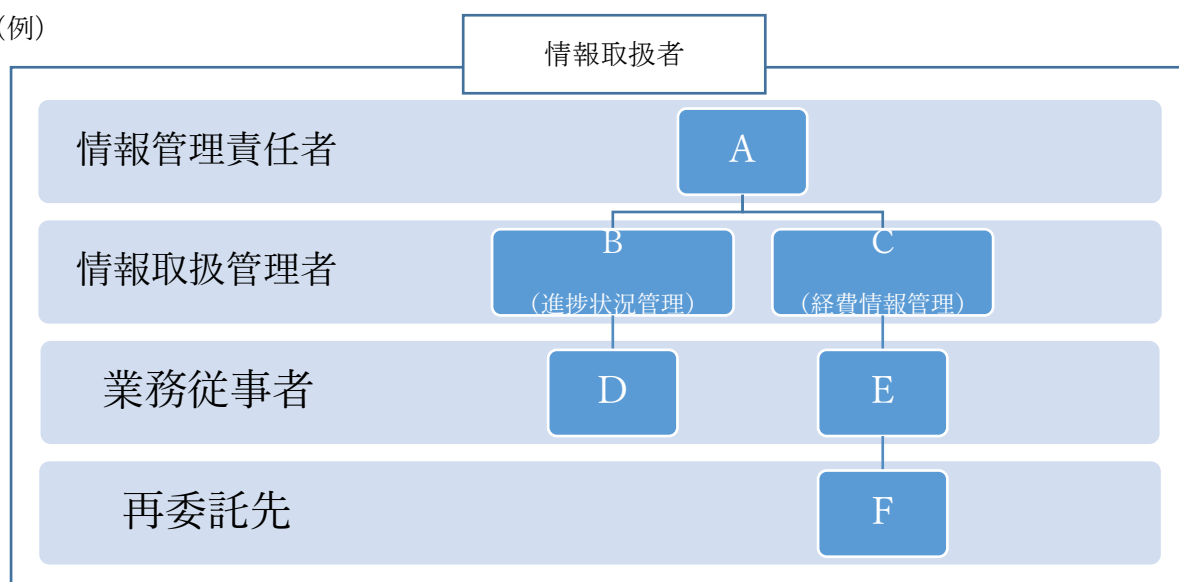 (例)
情報取扱者
情報管理責任者
A
情報取扱管理者
B
(進捗状況管理)
C
(経費情報管理)
業務従事者
D
E
再委託先
F